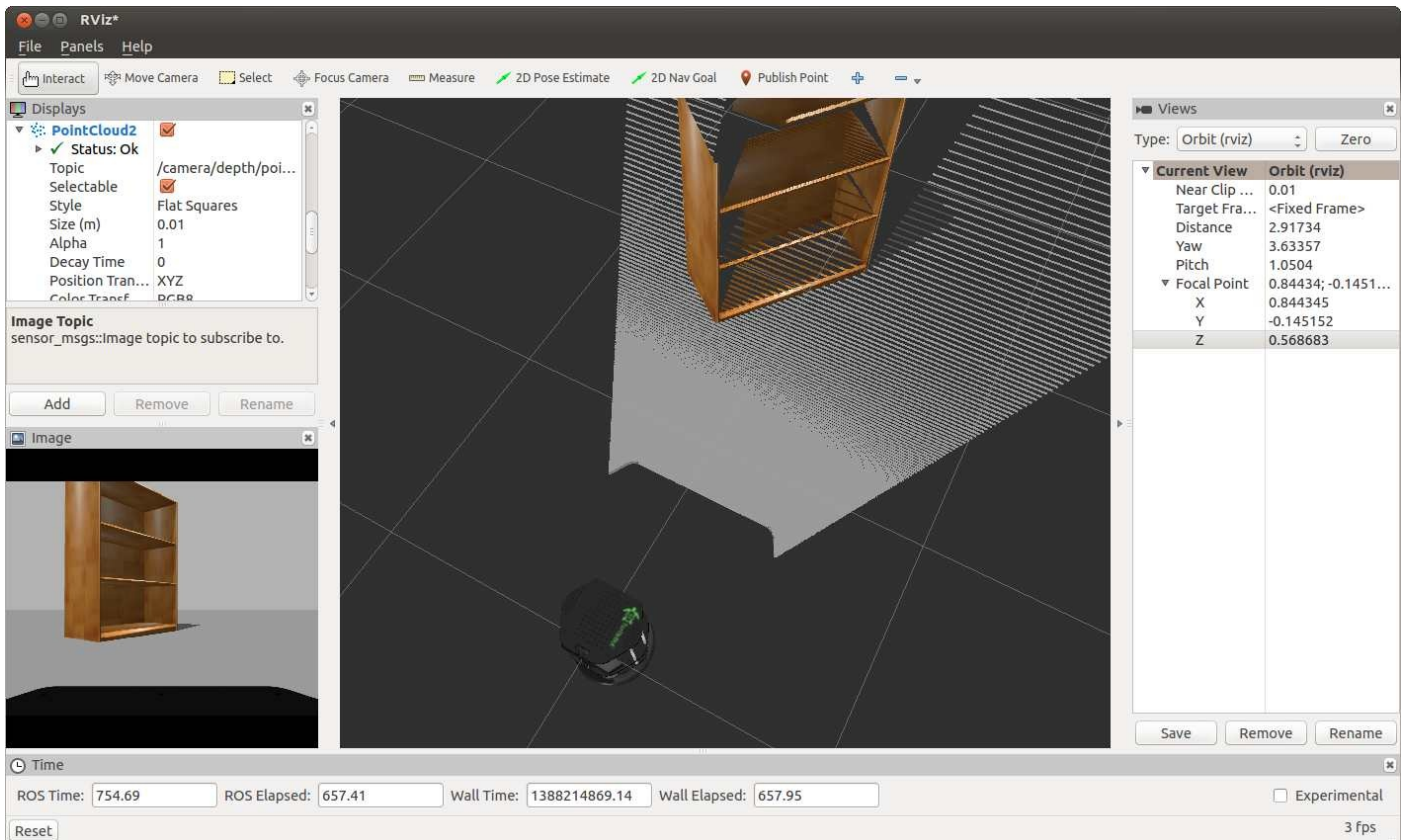 RViz*
File Panels Help
Interact Move Camera Select Focus Camera Measure 2D Pose Estimate 2D Nav Goal Publish Point
Displays
PointCloud2
Status: Ok
Topic /camera/depth/poi...
Selectable
Style Flat Squares
Size (m) 0.01
Alpha 1
Decay Time 0
Position Tran... XYZ
Color Transf RGB8
Image Topic
sensor_msgs::Image topic to subscribe to.
Add Remove Rename
Image
Views
Type: Orbit (rviz) Zero
Current View Orbit (rviz)
Near Clip ... 0.01
Target Fra... <Fixed Frame>
Distance 2.91734
Yaw 3.63357
Pitch 1.0504
Focal Point 0.84434; -0.1451...
X 0.844345
Y -0.145152
Z 0.568683
Save Remove Rename
Time
ROS Time: 754.69 ROS Elapsed: 657.41 Wall Time: 1388214869.14 Wall Elapsed: 657.95 Experimental
Reset 3 fps